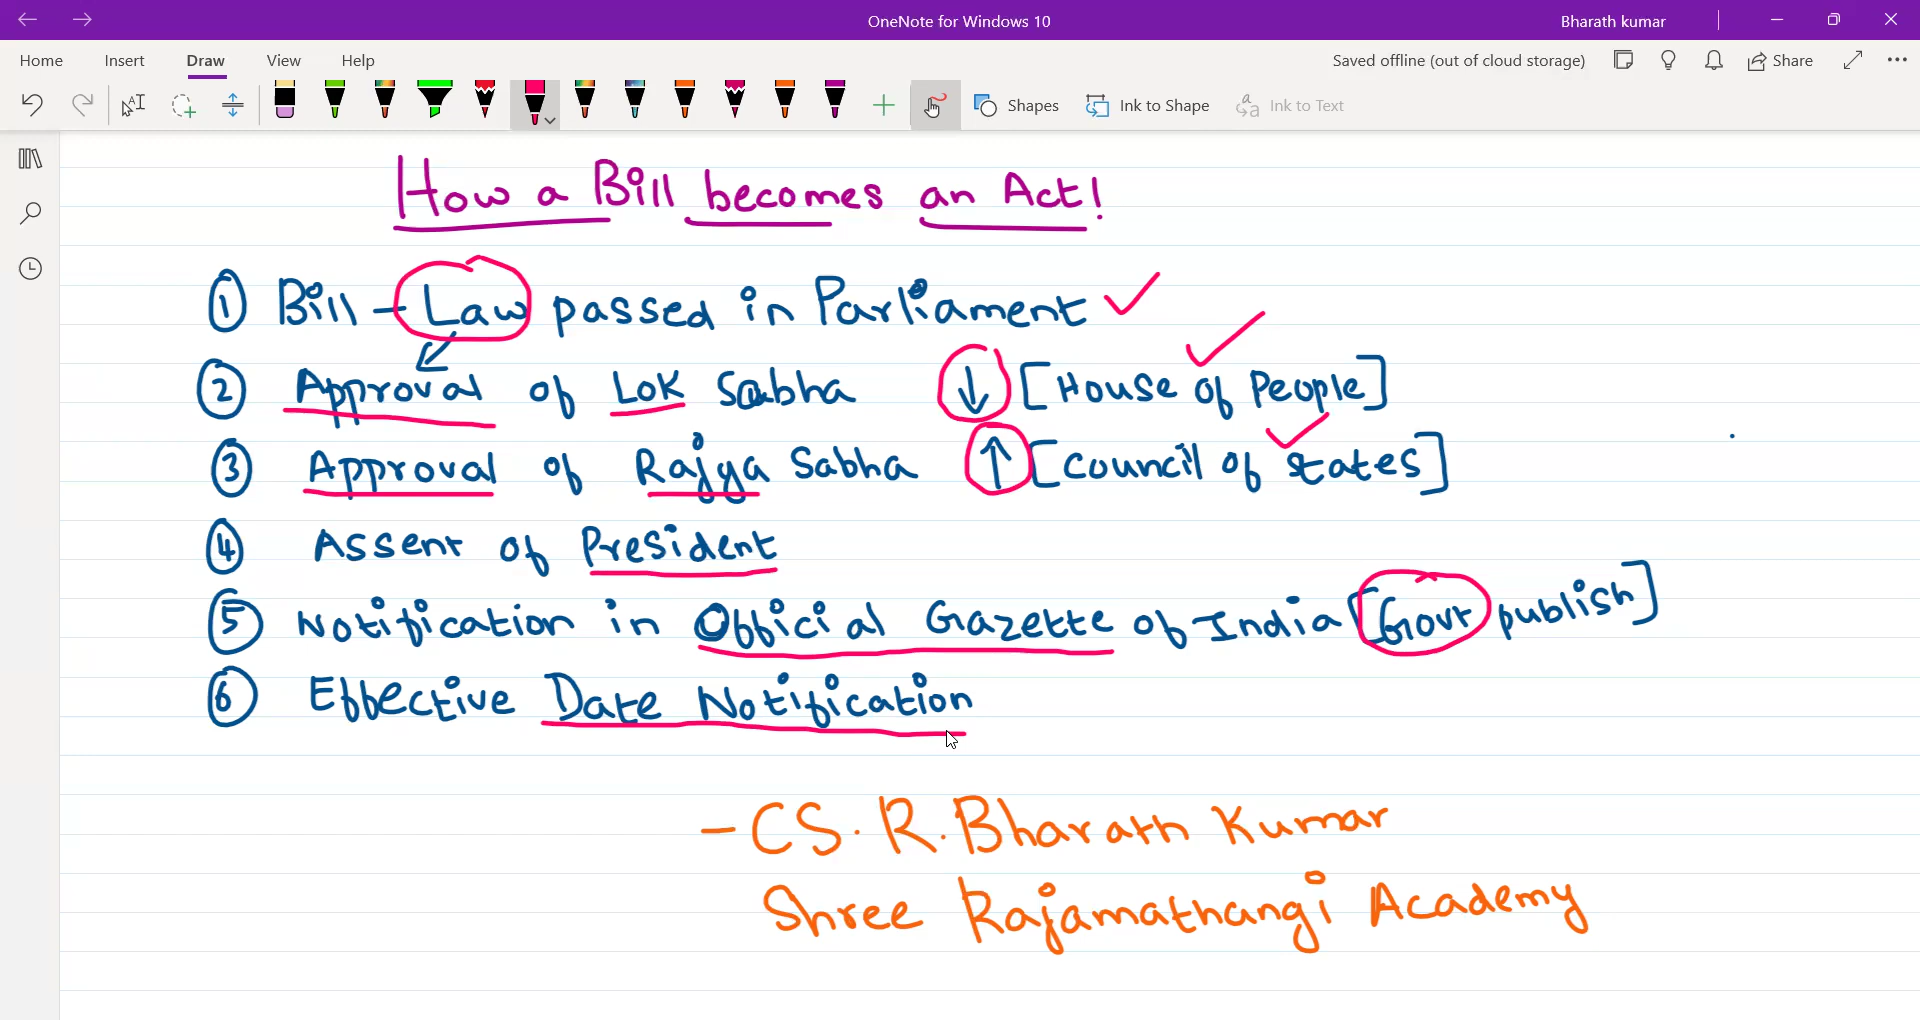 OneNote for Windows 10
Bharath kumar
Home Insert Draw View Help
Saved offline (out of cloud storage) Share
Shapes Ink to Shape Ink to Text
How a Bill becomes an Act!
① Bill - Law passed in Parliament ✓
② Approval of Lok Sabha ↓ [House of People] ✓
③ Approval of Rajya Sabha ↑ [Council of States] ✓
④ Assent of President
⑤ Notification in Official Gazette of India [Govt publish]
⑥ Effective Date Notification
- CS. R. Bharath Kumar
Shree Rajamathangi Academy